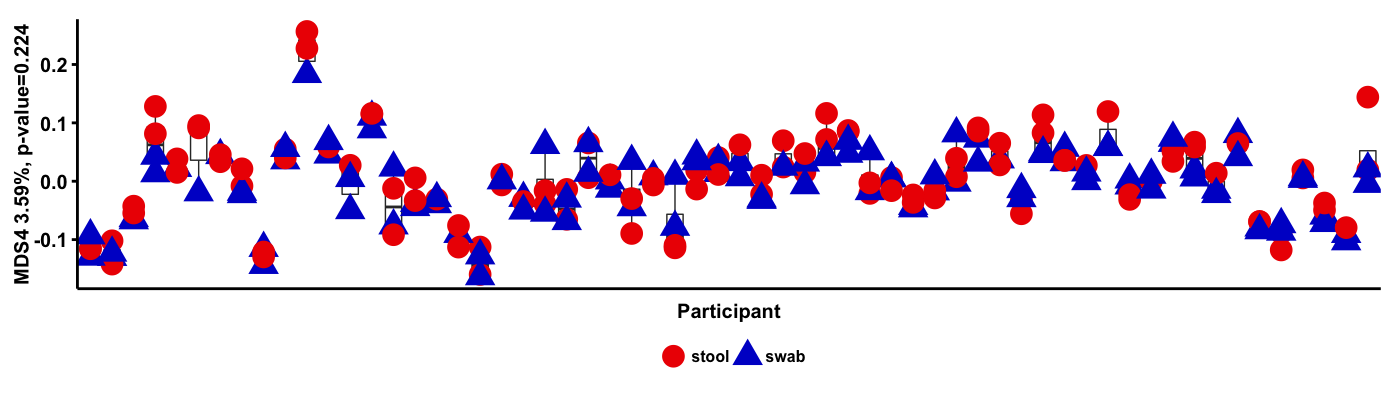 MDS4 3.59%, p-value=0.224
0.2
0.1
0.0
-0.1
Participant
stool swab